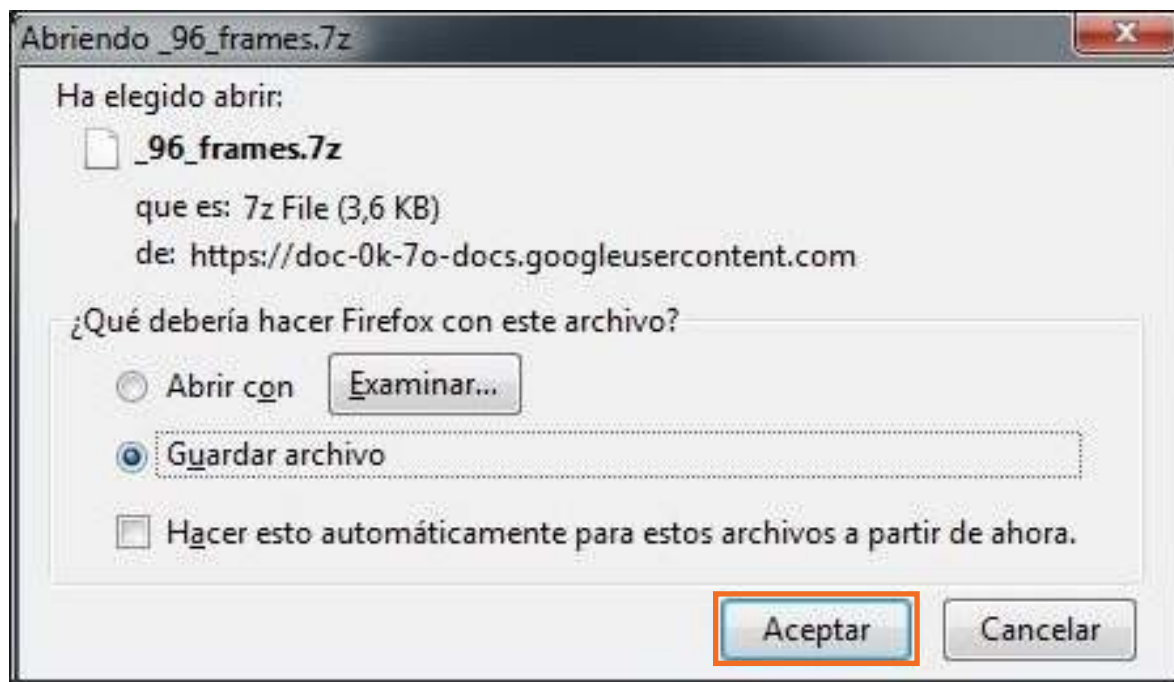 Abriendo _96_frames.7z
Ha elegido abrir:
_96_frames.7z
que es: 7z File (3,6 KB)
de: https://doc-0k-7o-docs.googleusercontent.com
¿Qué debería hacer Firefox con este archivo?
Abrir con Examinar...
Guardar archivo
Hacer esto automáticamente para estos archivos a partir de ahora.
Aceptar Cancelar